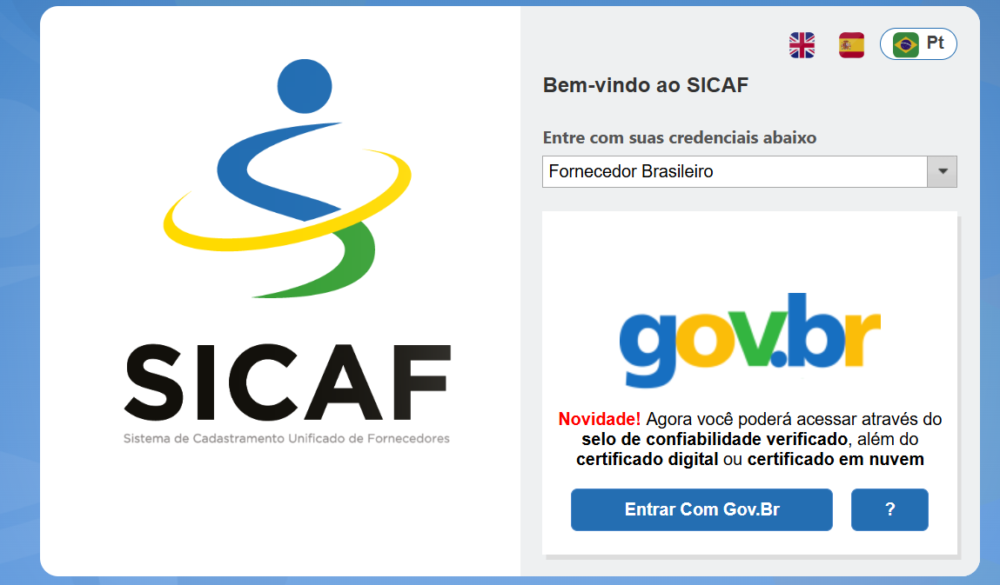 SICAF
Sistema de Cadastramento Unificado de Fornecedores
Pt
Bem-vindo ao SICAF
Entre com suas credenciais abaixo
Fornecedor Brasileiro
gov.br
Novidade! Agora você poderá acessar através do
selo de confiabilidade verificado, além do
certificado digital ou certificado em nuvem
Entrar Com Gov.Br
?